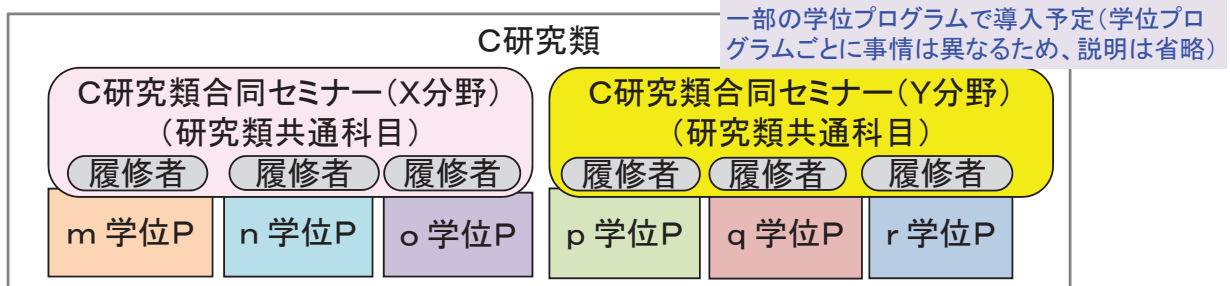 一部の学位プログラムで導入予定(学位プロ
グラムごとに事情は異なるため、説明は省略)
C研究類
C研究類合同セミナー(X分野)
(研究類共通科目)
履修者 履修者 履修者
m 学位P n 学位P o 学位P
C研究類合同セミナー(Y分野)
(研究類共通科目)
履修者 履修者 履修者
p 学位P q 学位P r 学位P